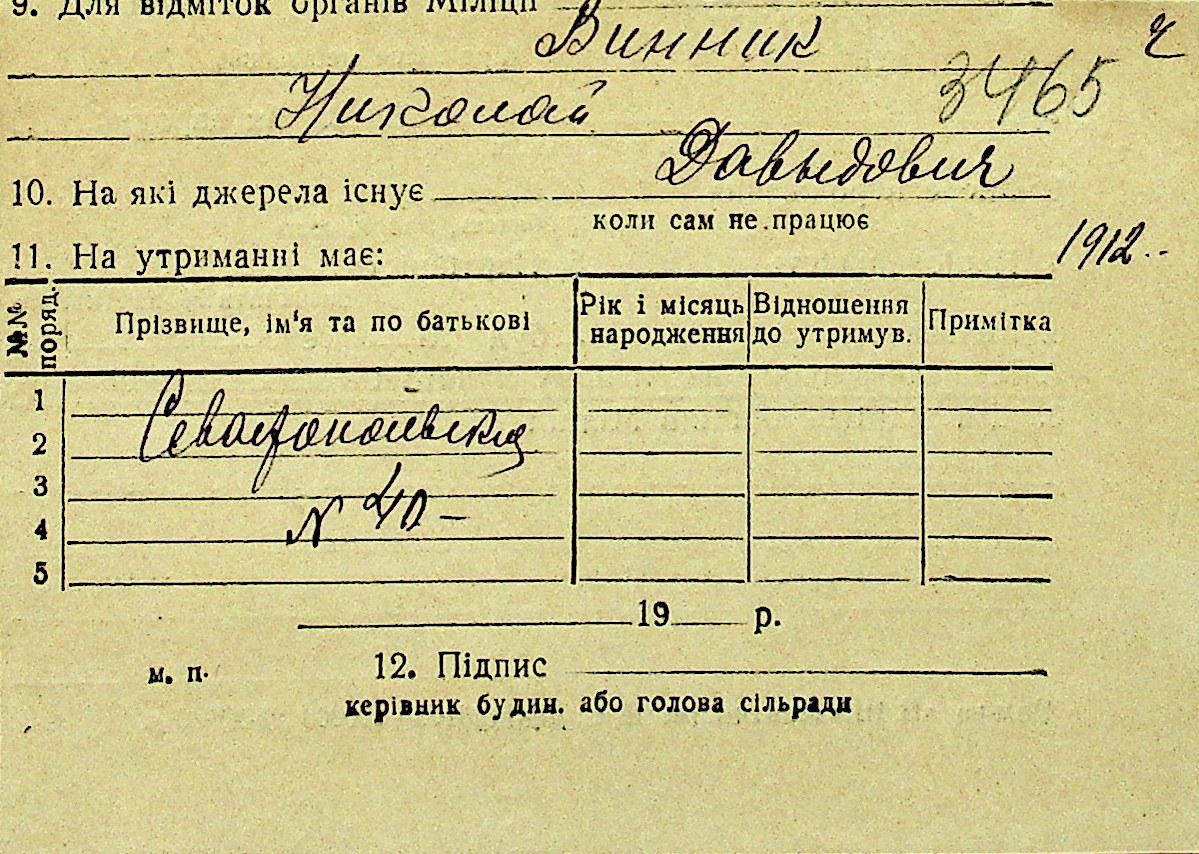 9. Для відміток органів Міліції
Винник ч
Николай 3465
Давыдович
10. На які джерела існує
коли сам не працює
1912
11. На утриманні має:
№№ поряд. Прізвище, ім'я та по батькові Рік і місяць народження Відношення до утримув. Примітка
1
Севастопольская
2
3
N 40 –
4
5
19 р.
м. п. 12. Підпис
керівник будин. або голова сільради